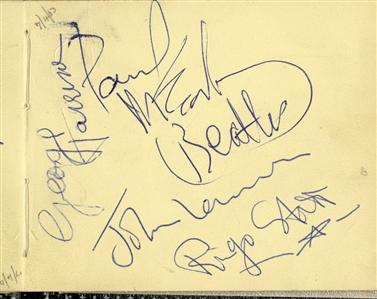 George
Harrison
Paul
McCartney
Beatles
John Lennon
Ringo Starr